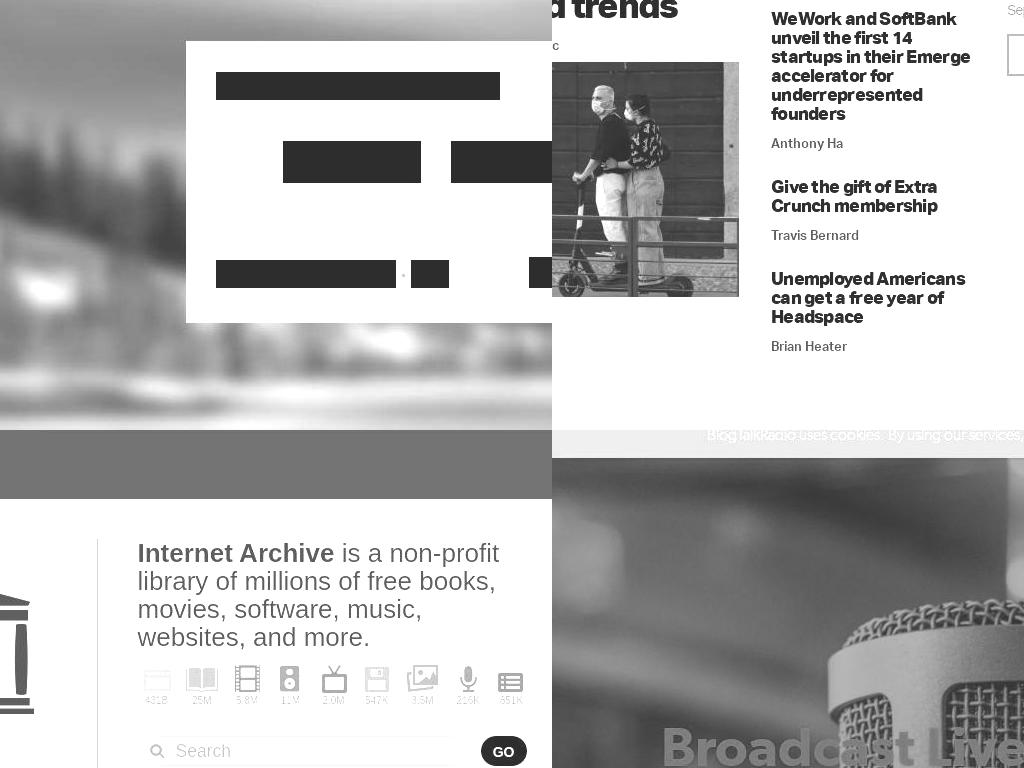 d trends
c
WeWork and SoftBank
unveil the first 14
startups in their Emerge
accelerator for
underrepresented
founders
Anthony Ha
Give the gift of Extra
Crunch membership
Travis Bernard
Unemployed Americans
can get a free year of
Headspace
Brian Heater
Sep
BlogTalkRadio uses cookies. By using our services,
Internet Archive is a non-profit
library of millions of free books,
movies, software, music,
websites, and more.
431B 25M 5.8M 11M 2.0M 547K 3.5M 216K 851K
Search
GO
Broadcast Live